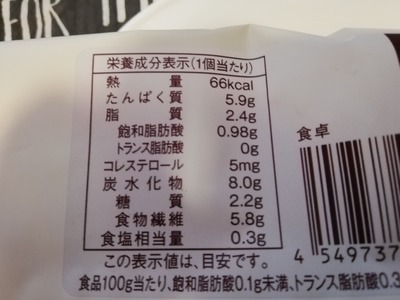 FOR
栄養成分表示(1個当たり)
熱量 66kcal
たんぱく質 5.9g
脂質 2.4g
飽和脂肪酸 0.98g
トランス脂肪酸 0g
コレステロール 5mg
炭水化物 8.0g
糖質 2.2g
食物繊維 5.8g
食塩相当量 0.3g
この表示値は、目安です。
食品100g当たり、飽和脂肪酸0.1g未満、トランス脂肪酸0.3
食卓
4 549737